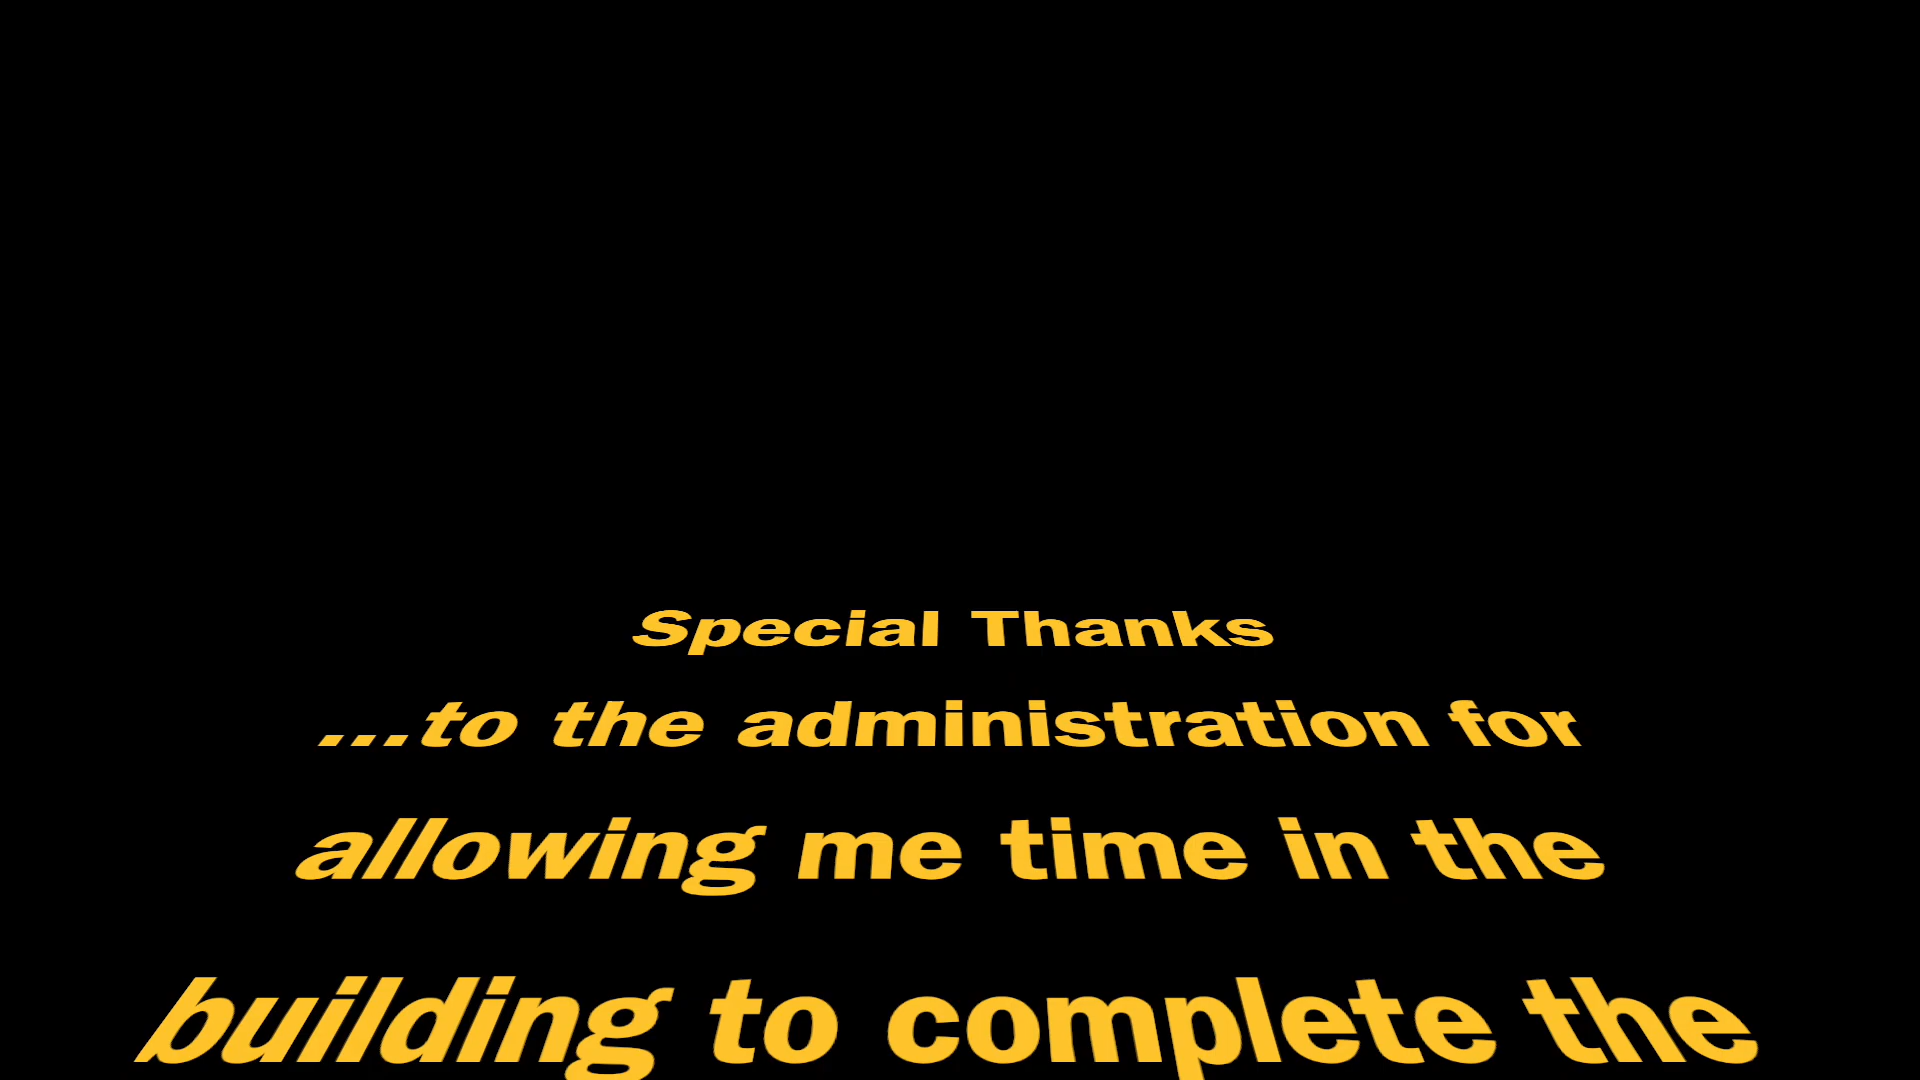 Special Thanks
...to the administration for
allowing me time in the
building to complete the